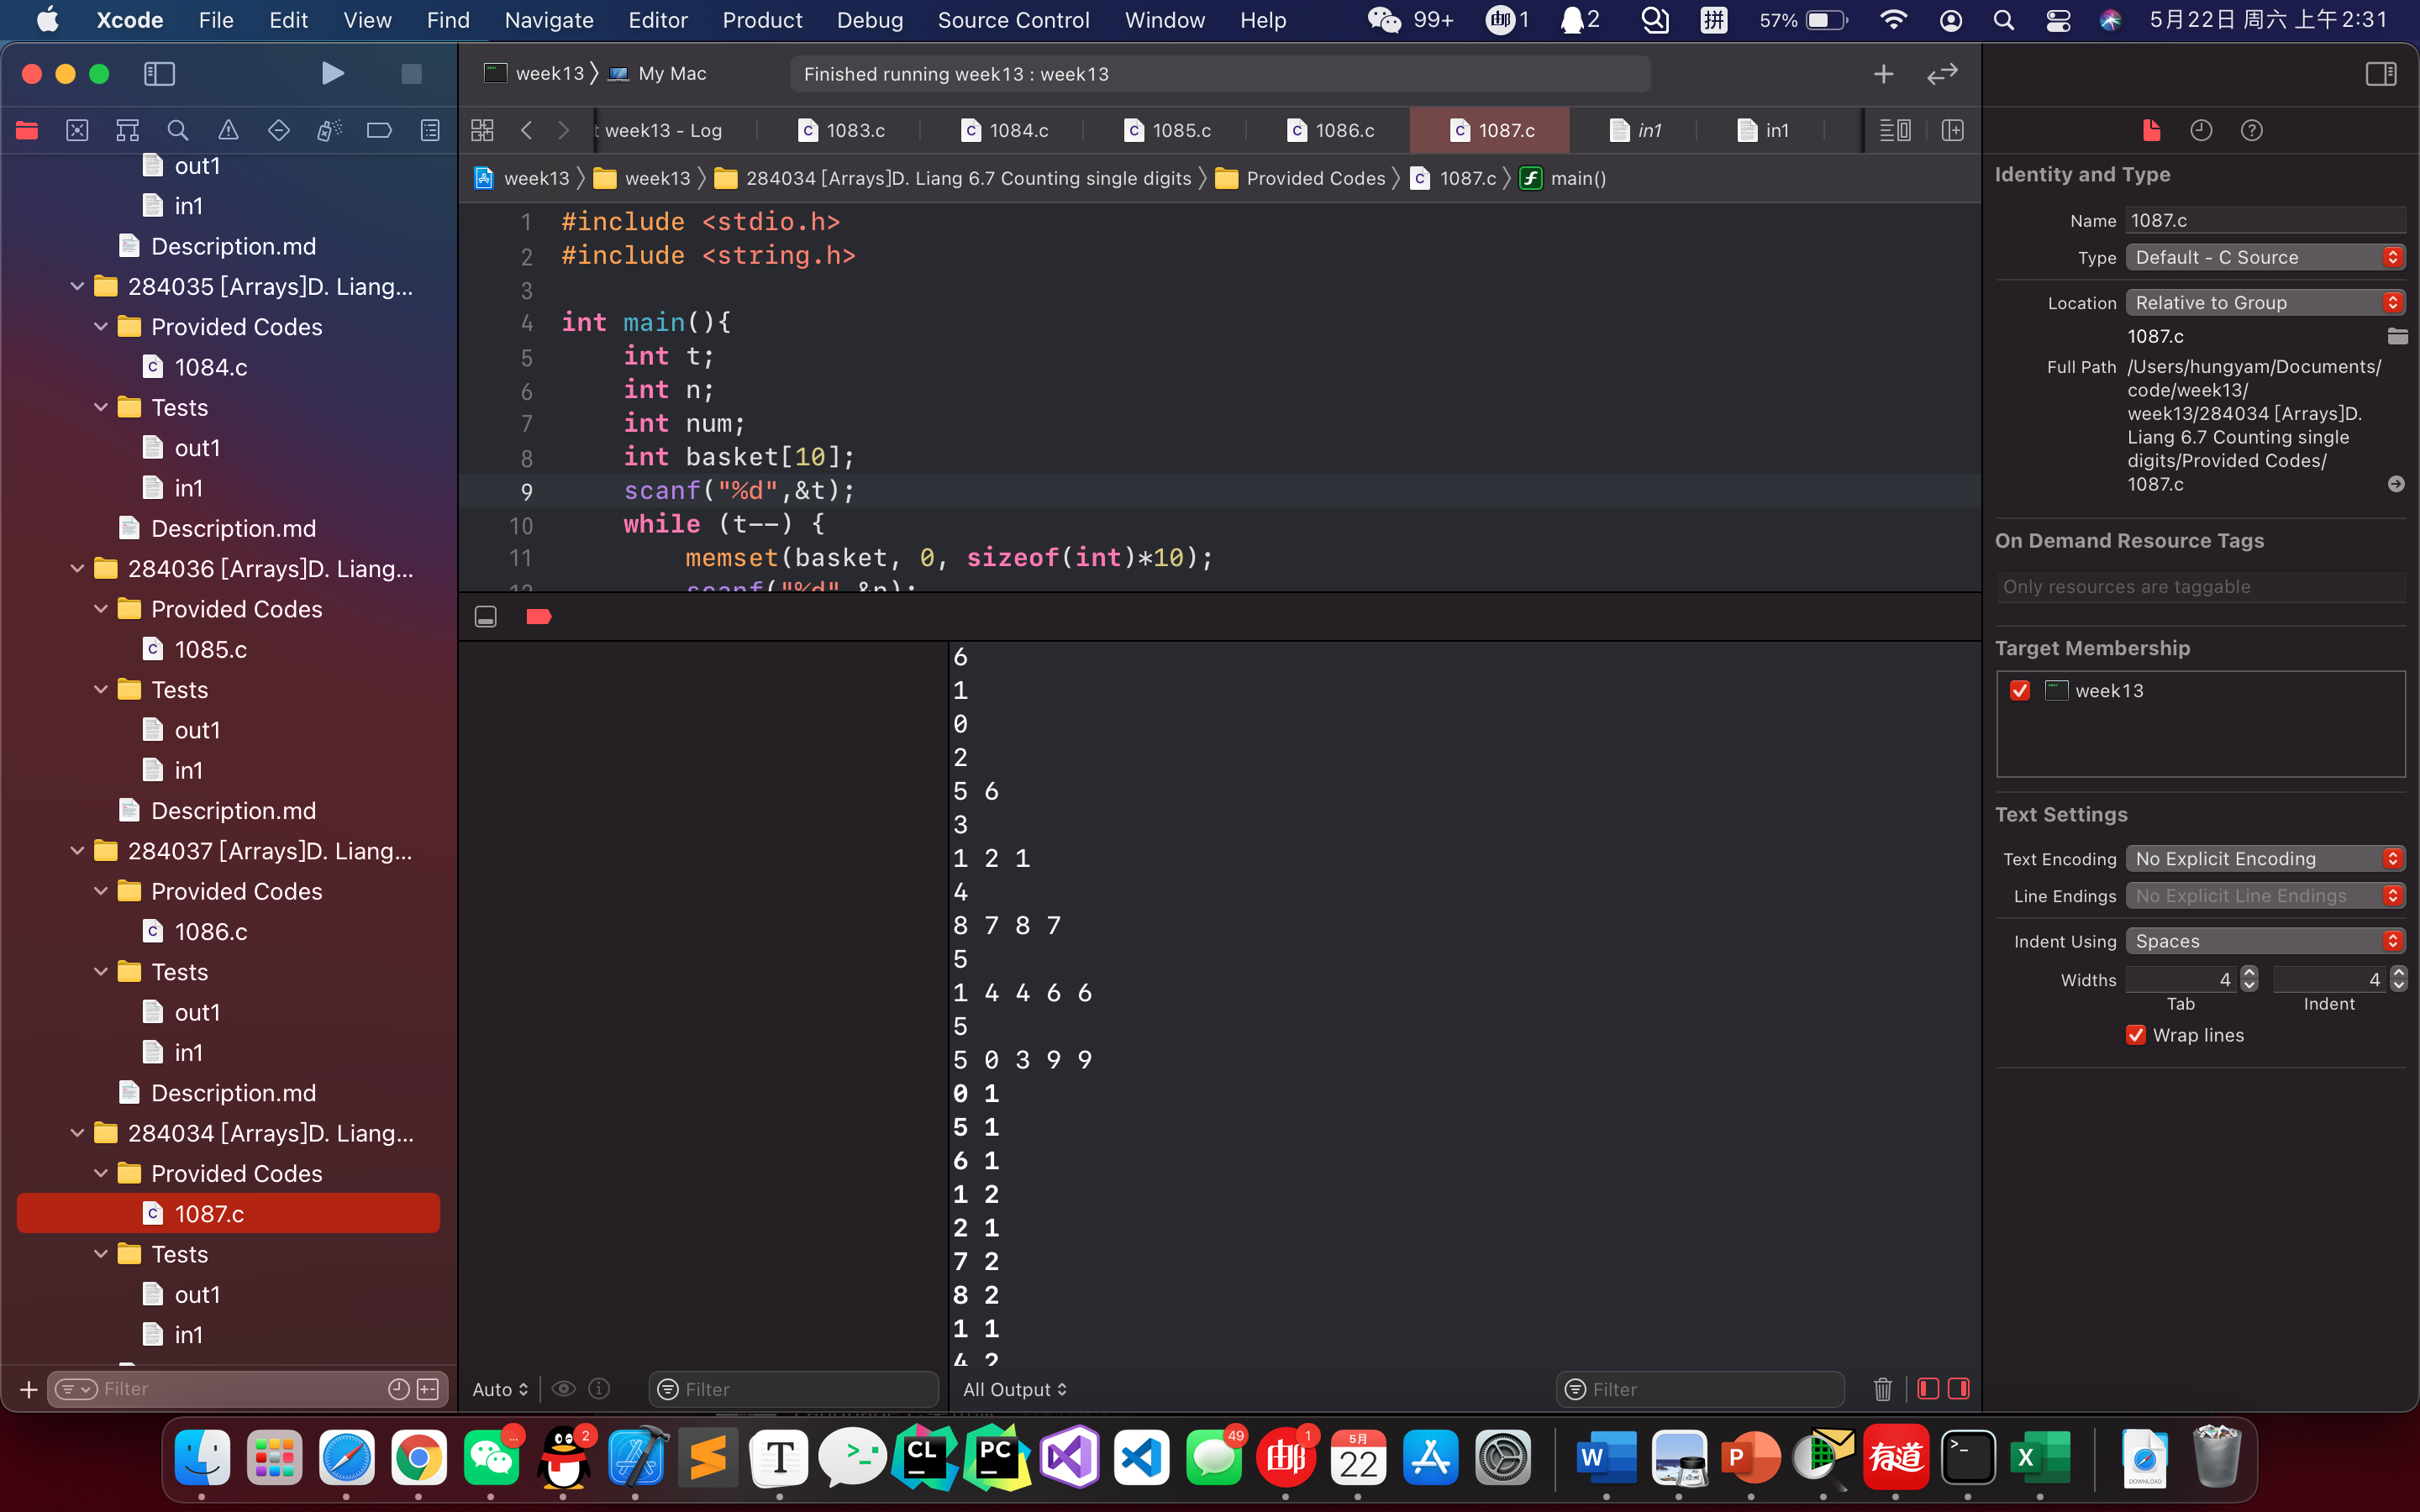 Xcode File Edit View Find Navigate Editor Product Debug Source Control Window Help 99+ 邮 1 2 拼 57% 5月22日 周六 上午2:31
week13 〉 My Mac
Finished running week13 : week13
week13 - Log 1083.c 1084.c 1085.c 1086.c 1087.c in1 in1
week13 〉 week13 〉 284034 [Arrays]D. Liang 6.7 Counting single digits 〉 Provided Codes 〉 1087.c 〉 main()
out1
in1
Description.md
284035 [Arrays]D. Liang...
Provided Codes
1084.c
Tests
out1
in1
Description.md
284036 [Arrays]D. Liang...
Provided Codes
1085.c
Tests
out1
in1
Description.md
284037 [Arrays]D. Liang...
Provided Codes
1086.c
Tests
out1
in1
Description.md
284034 [Arrays]D. Liang...
Provided Codes
1087.c
Tests
out1
in1
Filter
1 #include <stdio.h>
2 #include <string.h>
3
4 int main(){
5 int t;
6 int n;
7 int num;
8 int basket[10];
9 scanf("%d",&t);
10 while (t--) {
11 memset(basket, 0, sizeof(int)*10);
12 scanf("%d",&n);
6
1
0
2
5 6
3
1 2 1
4
8 7 8 7
5
1 4 4 6 6
5
5 0 3 9 9
0 1
5 1
6 1
1 2
2 1
7 2
8 2
1 1
4 2
Auto Filter All Output Filter
Identity and Type
Name 1087.c
Type Default - C Source
Location Relative to Group
1087.c
Full Path /Users/hungyam/Documents/
code/week13/
week13/284034 [Arrays]D.
Liang 6.7 Counting single
digits/Provided Codes/
1087.c
On Demand Resource Tags
Only resources are taggable
Target Membership
week13
Text Settings
Text Encoding No Explicit Encoding
Line Endings No Explicit Line Endings
Indent Using Spaces
Widths 4 4
Tab Indent
Wrap lines
2 T CL PC 49 邮 1 5月 22 W P 有道 X DOWNLOAD